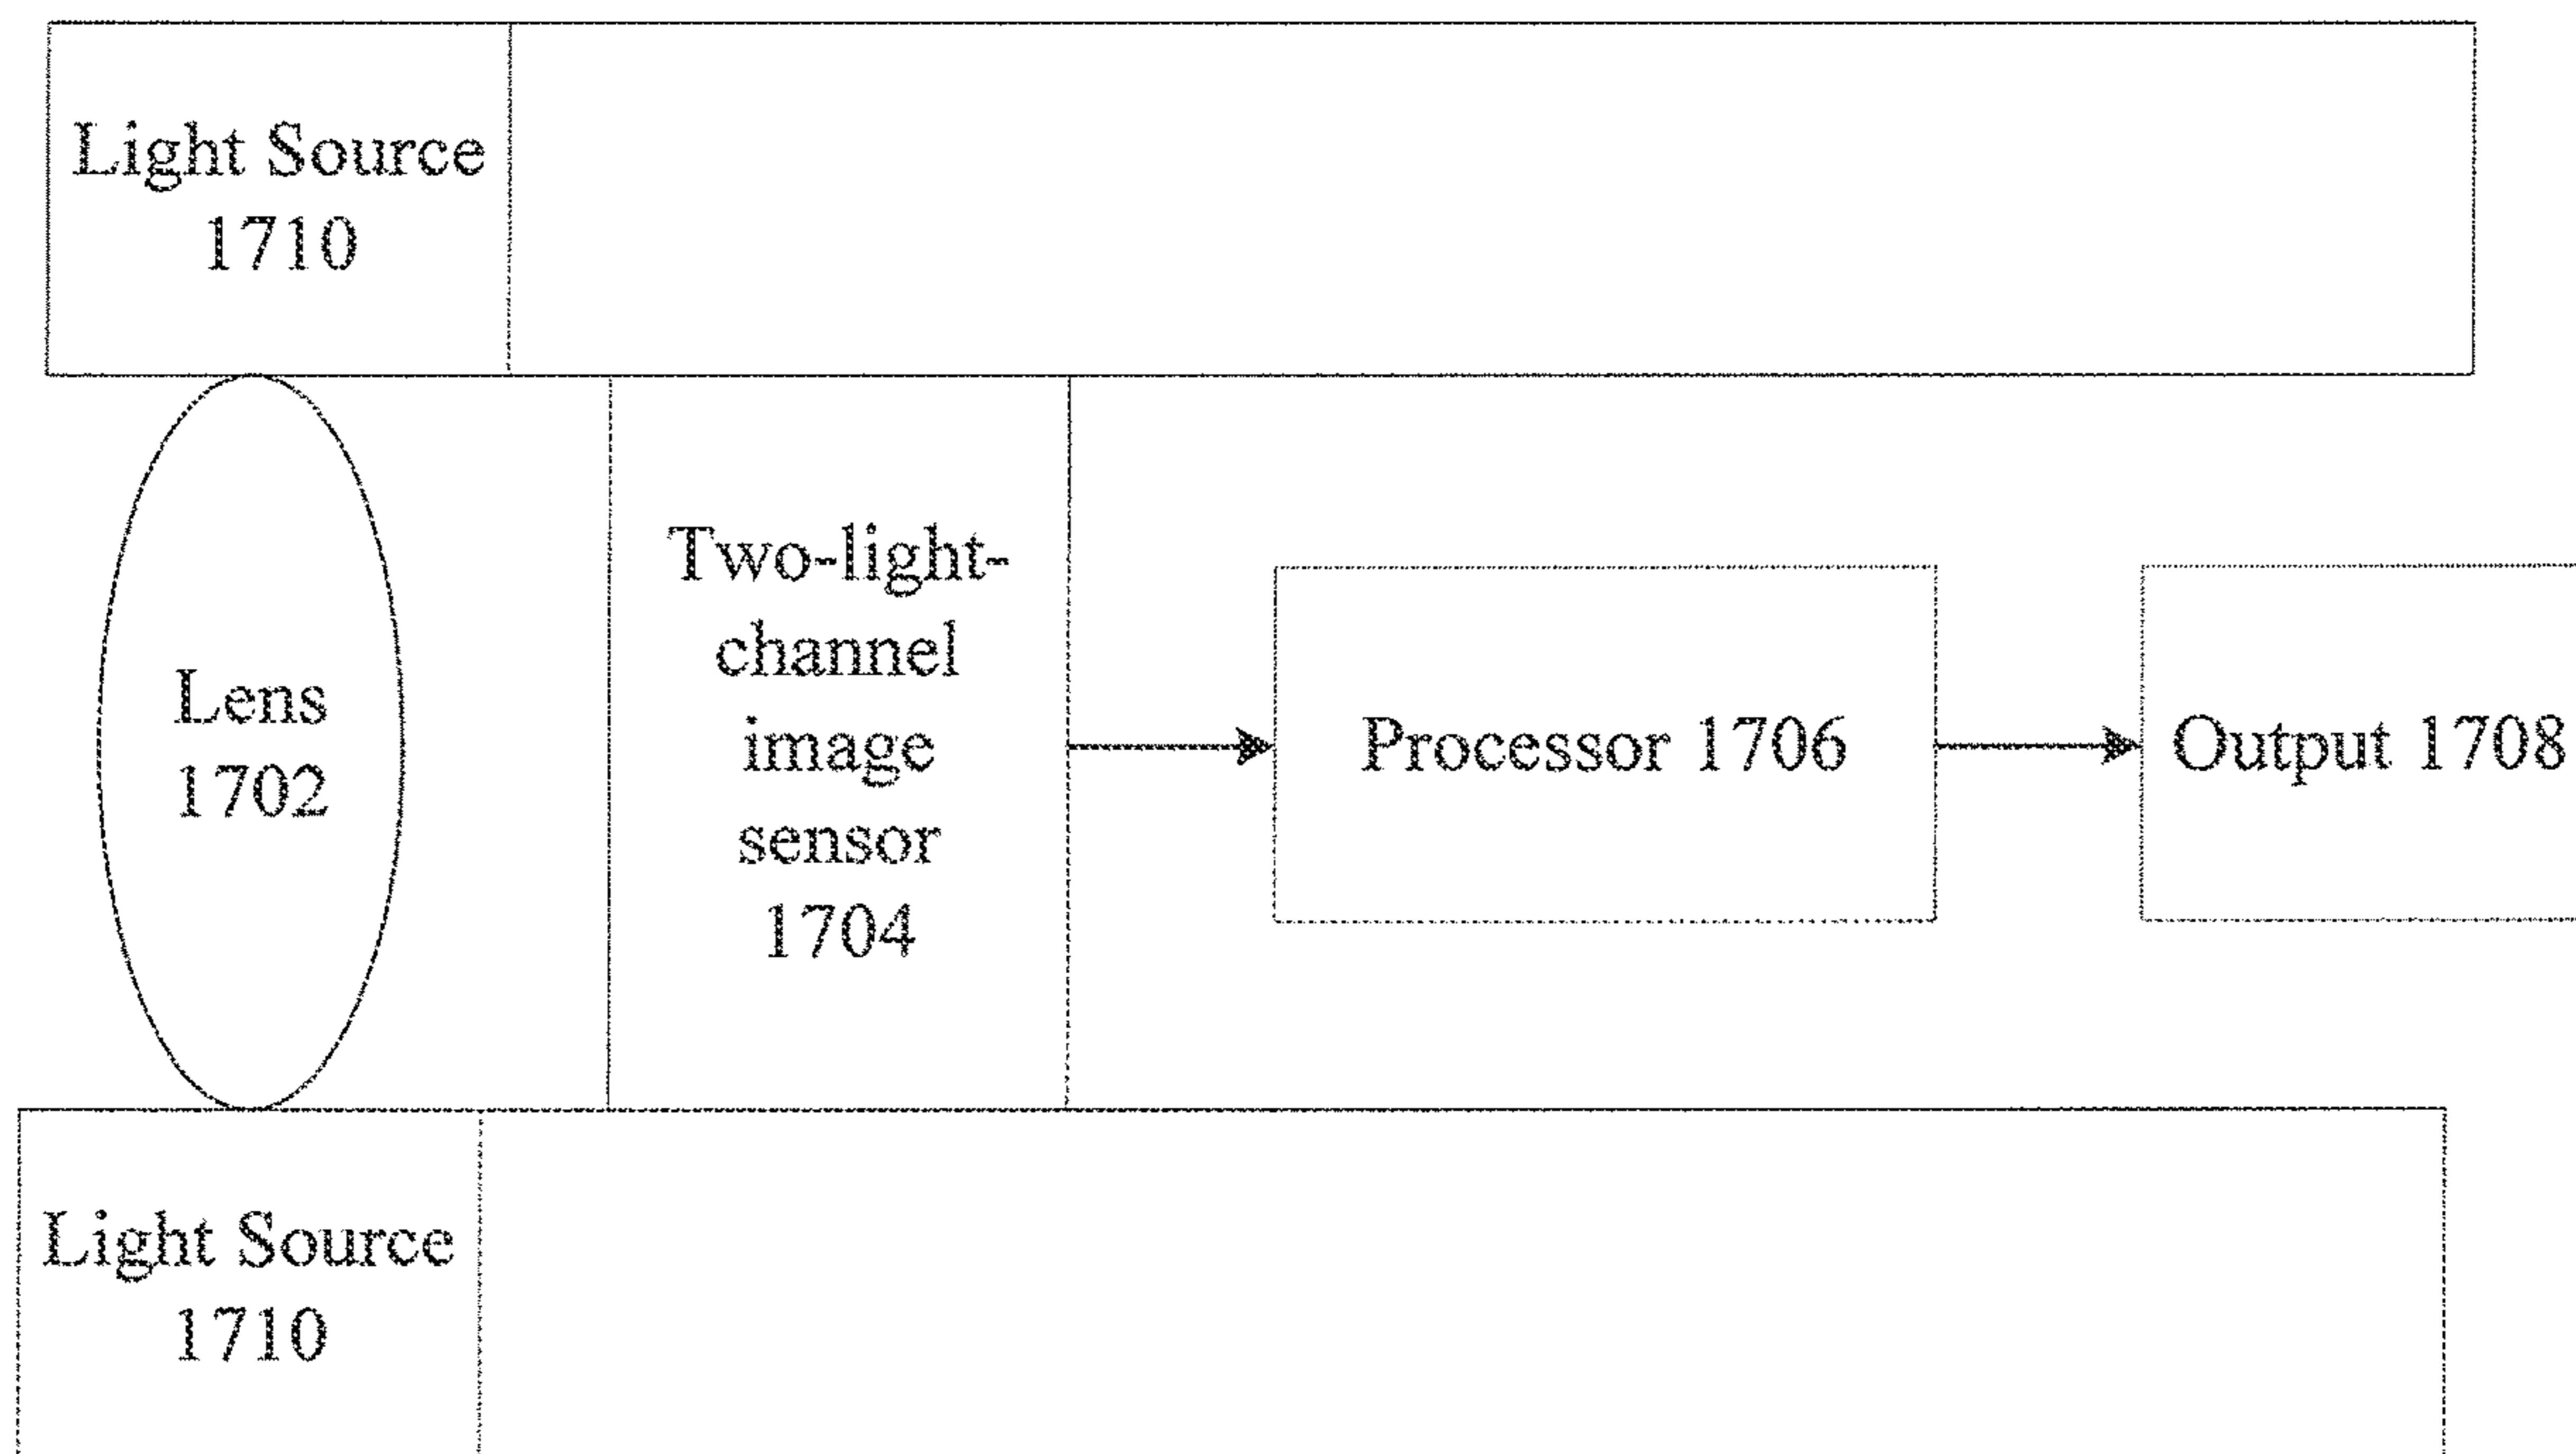 Light Source
1710
Lens
1702
Two-light-
channel
image
sensor
1704
Processor 1706
Output 1708
Light Source
1710